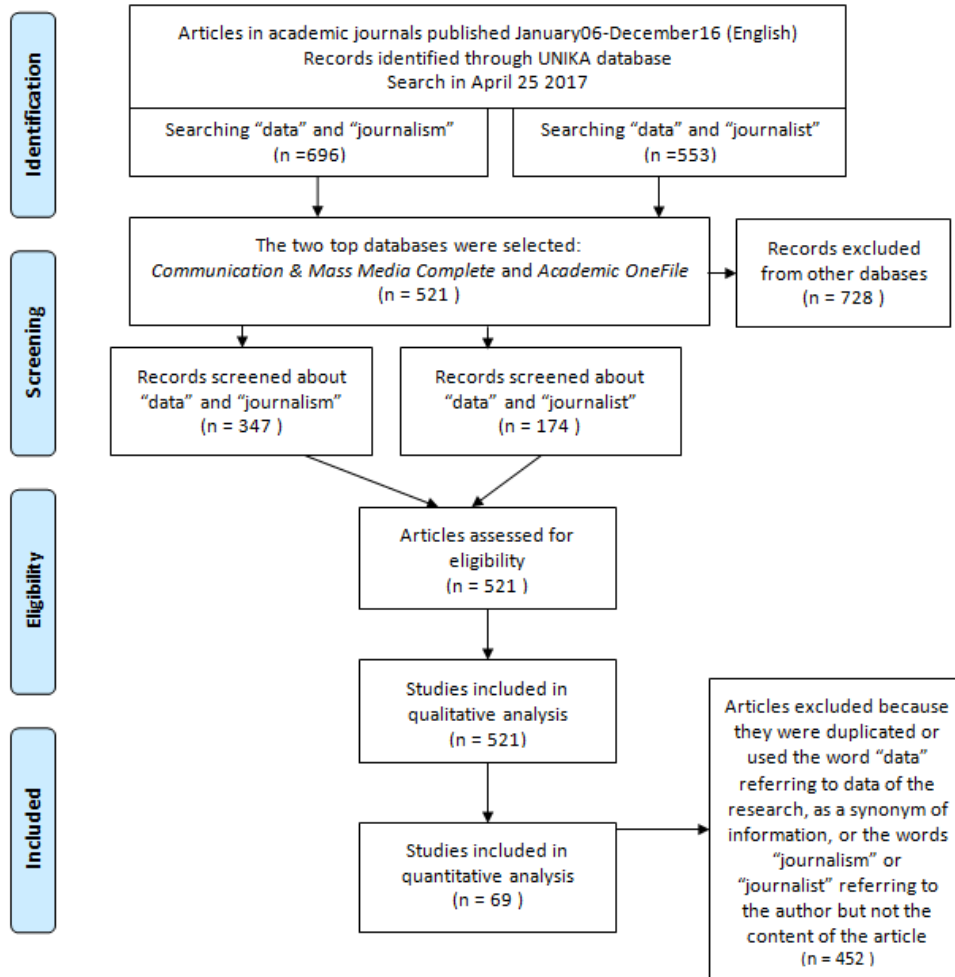 Identification
Articles in academic journals published January06-December16 (English)
Records identified through UNIKA database
Search in April 25 2017
Searching “data” and “journalism”
(n =696)
Searching “data” and “journalist”
(n =553)
Screening
The two top databases were selected:
Communication & Mass Media Complete and Academic OneFile
(n = 521 )
Records excluded
from other dabases
(n = 728 )
Records screened about
“data” and “journalism”
(n = 347 )
Records screened about
“data” and “journalist”
(n = 174 )
Eligibility
Articles assessed for
eligibility
(n = 521 )
Studies included in
qualitative analysis
(n = 521)
Included
Studies included in
quantitative analysis
(n = 69 )
Articles excluded because
they were duplicated or
used the word “data”
referring to data of the
research, as a synonym of
information, or the words
“journalism” or
“journalist” referring to
the author but not the
content of the article
(n = 452 )